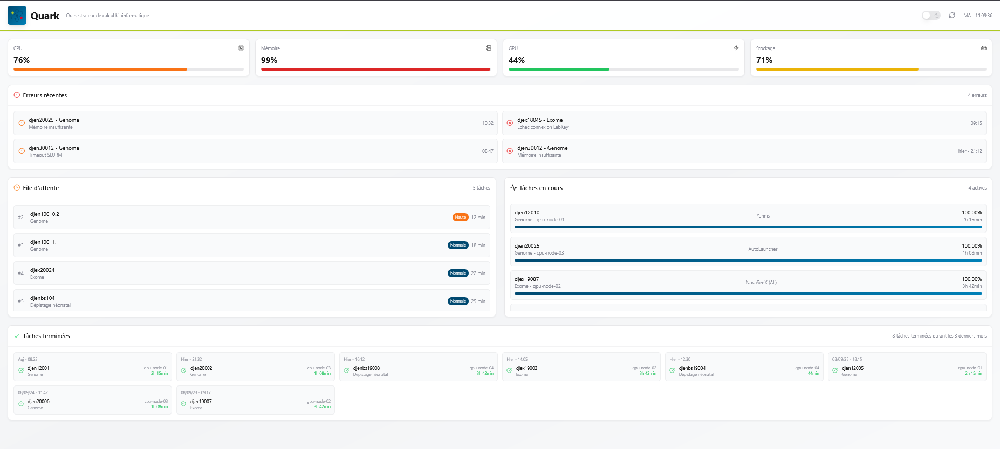 Quark
Orchestrateur de calcul bioinformatique
MAJ: 11:09:36
CPU
76%
Mémoire
99%
GPU
44%
Stockage
71%
Erreurs récentes
4 erreurs
djen20025 - Genome
Mémoire insuffisante
10:32
djex18045 - Exome
Échec connexion LabKey
09:15
djen30012 - Genome
Timeout SLURM
08:47
djen30012 - Genome
Mémoire insuffisante
hier - 21:12
File d'attente
5 tâches
#2
djen10010.2
Genome
Haute
12 min
#3
djen10011.1
Genome
Normale
18 min
#4
djex20024
Exome
Normale
22 min
#5
djenbs104
Dépistage néonatal
Normale
25 min
Tâches en cours
4 actives
djen12010
Genome - gpu-node-01
Yannis
100.00%
2h 15min
djen20025
Genome - cpu-node-03
AutoLauncher
100.00%
1h 08min
djex19087
Exome - gpu-node-02
NovaSeqX (AL)
100.00%
3h 42min
Tâches terminées
8 tâches terminées durant les 3 derniers mois
Auj - 08:23
djen12001
Genome
gpu-node-01
2h 15min
Hier - 21:32
djen20002
Genome
cpu-node-03
1h 08min
Hier - 16:12
djenbs19008
Dépistage néonatal
gpu-node-04
3h 42min
Hier - 14:05
djex19003
Exome
gpu-node-02
3h 42min
Hier - 12:30
djenbs19004
Dépistage néonatal
gpu-node-04
44min
08/09/25 - 18:15
djen12005
Genome
gpu-node-01
2h 15min
08/09/24 - 11:42
djen20006
Genome
cpu-node-03
1h 08min
08/09/23 - 09:17
djex19007
Exome
gpu-node-02
3h 42min